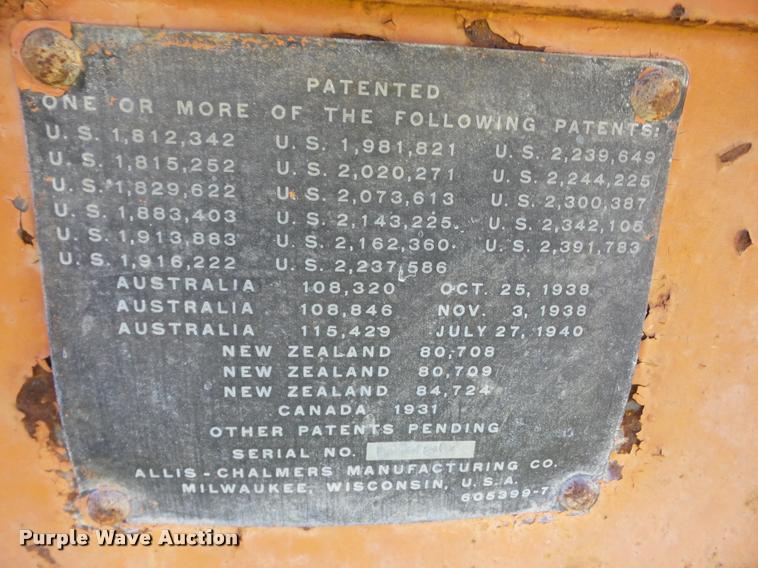 PATENTED
ONE OR MORE OF THE FOLLOWING PATENTS:
U. S. 1,812,342 U. S. 1,981,821 U. S. 2,239,649
U. S. 1,815,252 U. S. 2,020,271 U. S. 2,244,225
U. S. 1,829,622 U. S. 2,073,613 U. S. 2,300,387
U. S. 1,883,403 U. S. 2,143,225 U. S. 2,342,105
U. S. 1,913,883 U. S. 2,162,360 U. S. 2,391,783
U. S. 1,916,222 U. S. 2,237,586
AUSTRALIA 108,320 OCT. 25, 1938
AUSTRALIA 108,846 NOV. 3, 1938
AUSTRALIA 115,429 JULY 27, 1940
NEW ZEALAND 80,708
NEW ZEALAND 80,709
NEW ZEALAND 84,724
CANADA 1931
OTHER PATENTS PENDING
SERIAL NO.
ALLIS-CHALMERS MANUFACTURING CO.
MILWAUKEE, WISCONSIN, U.S.A.
605399-7
Purple Wave Auction